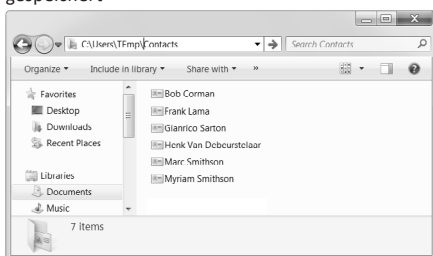 gespeichert
C:\Users\TEmp\Contacts
Search Contacts
Organize
Include in library
Share with
»
Favorites
Desktop
Downloads
Recent Places
Libraries
Documents
Music
Bob Corman
Frank Lama
Gianrico Sarton
Henk Van Debeurstelaar
Marc Smithson
Myriam Smithson
7 items